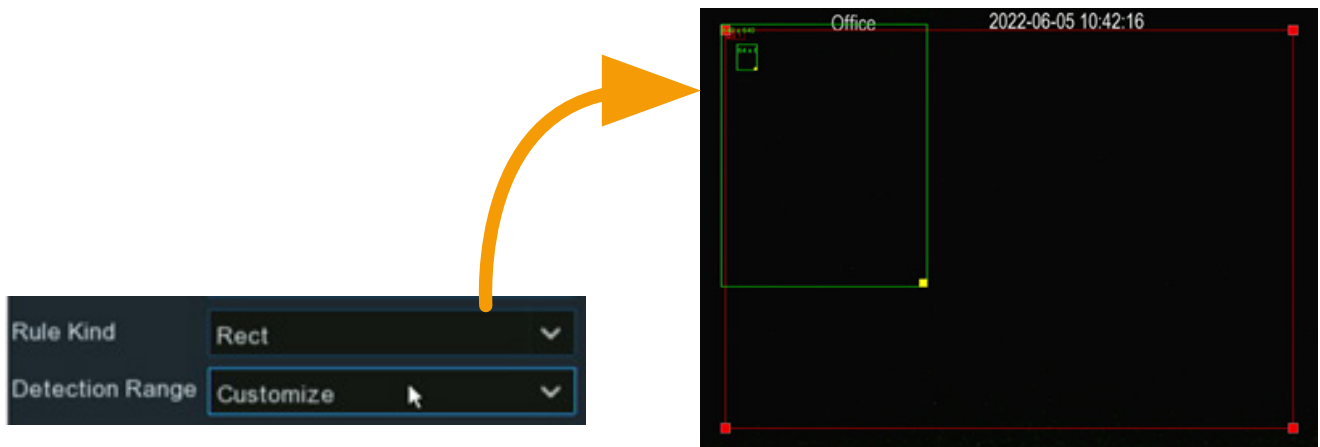 Office 2022-06-05 10:42:16
Rule Kind Rect
Detection Range Customize